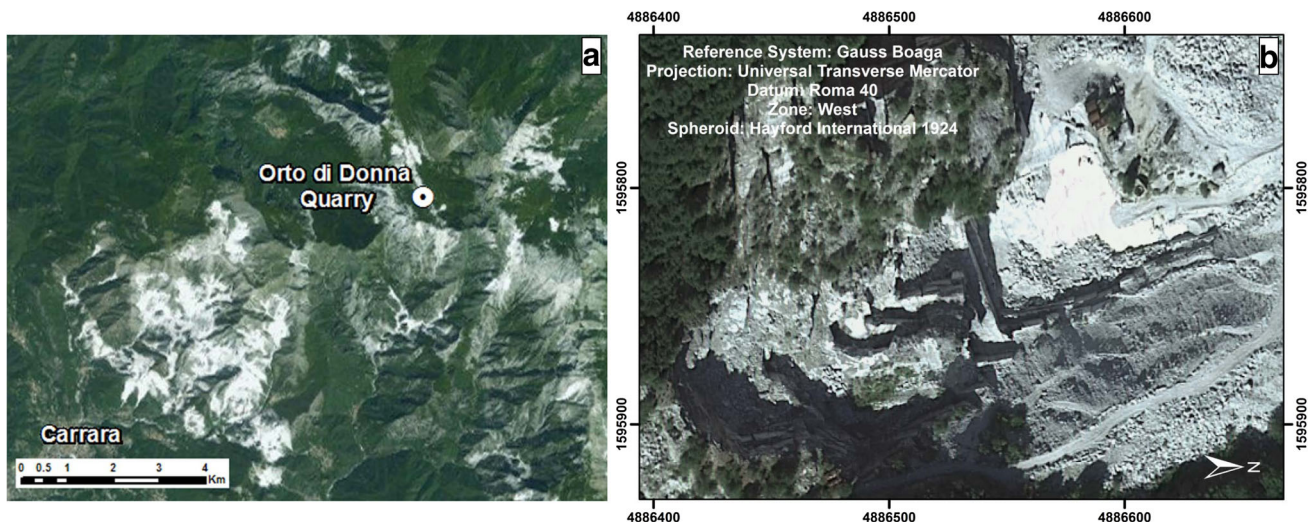 a
Orto di Donna
Quarry
Carrara
0 0.5 1 2 3 4
Km
4886400 4886500 4886600
b
Reference System: Gauss Boaga
Projection: Universal Transverse Mercator
Datum: Roma 40
Zone: West
Spheroid: Hayford International 1924
1595800
1595900
1595800
1595900
N
4886400 4886500 4886600